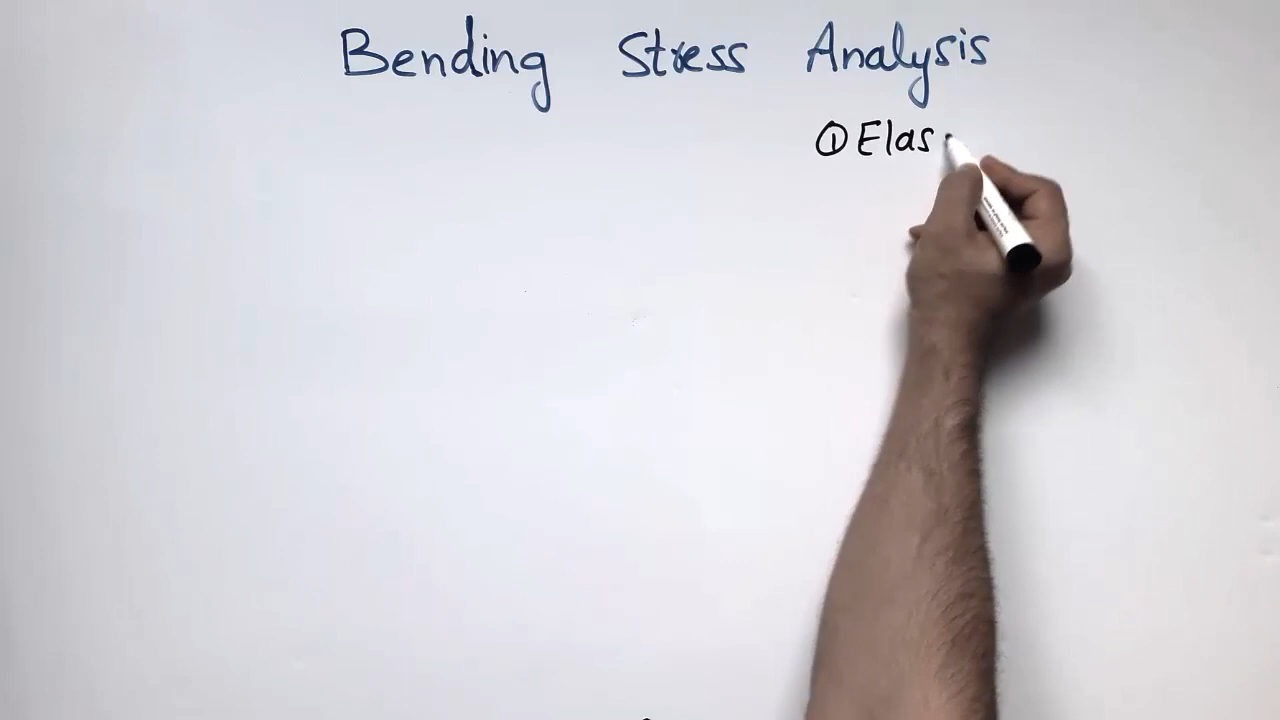 Bending Stress Analysis
① Elas